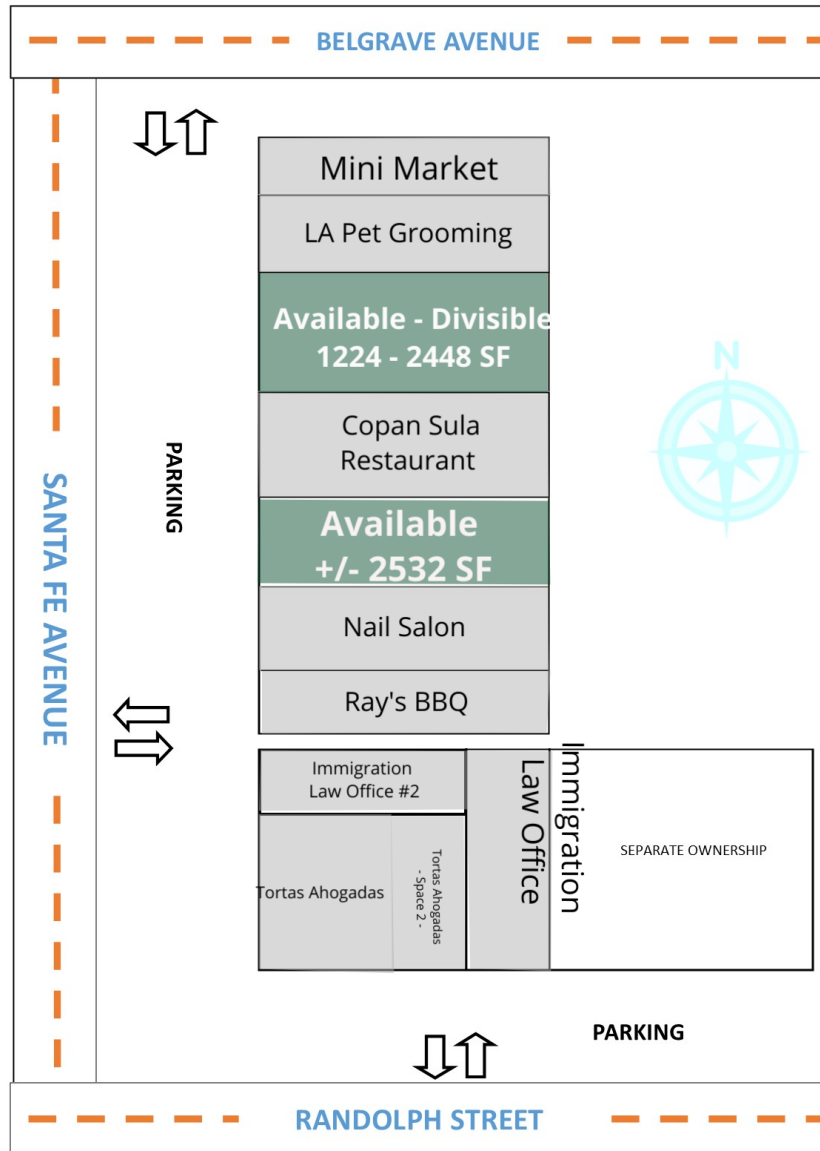 BELGRAVE AVENUE
Mini Market
LA Pet Grooming
Available - Divisible
1224 - 2448 SF
N
Copan Sula
Restaurant
PARKING
SANTA FE AVENUE
Available
+/- 2532 SF
Nail Salon
Ray's BBQ
Immigration
Law Office #2
Immigration
Law Office
SEPARATE OWNERSHIP
Tortas Ahogadas
Tortas Ahogadas
- Space 2 -
PARKING
RANDOLPH STREET